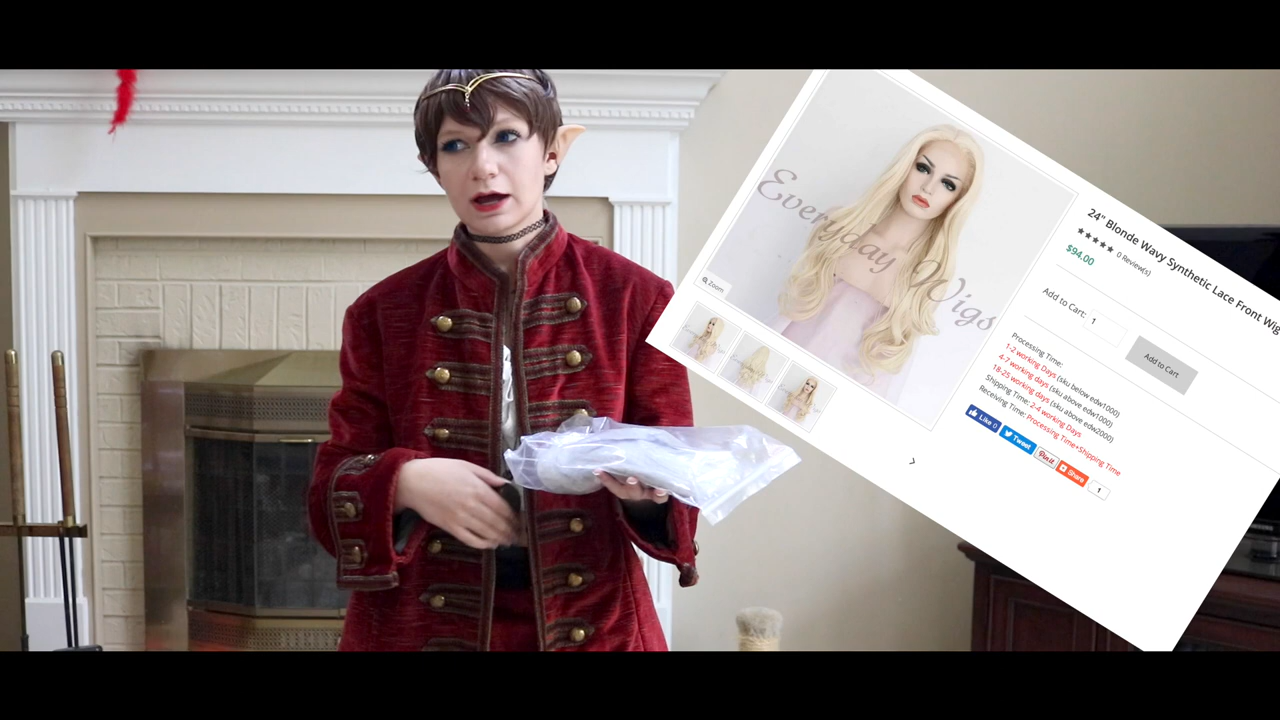 Everyday Wigs
Zoom
24" Blonde Wavy Synthetic Lace Front Wig
★★★★★ 0 Review(s)
$94.00
Add to Cart: 1
Add to Cart
Processing Time:
1-2 working Days (sku below edw1000)
4-7 working days (sku above edw1000)
18-25 working days (sku above edw2000)
Shipping Time: 2-4 working Days
Receiving Time: Processing Time+Shipping Time
Like 0
Tweet
Pinit
Share
1
SAMSUNG